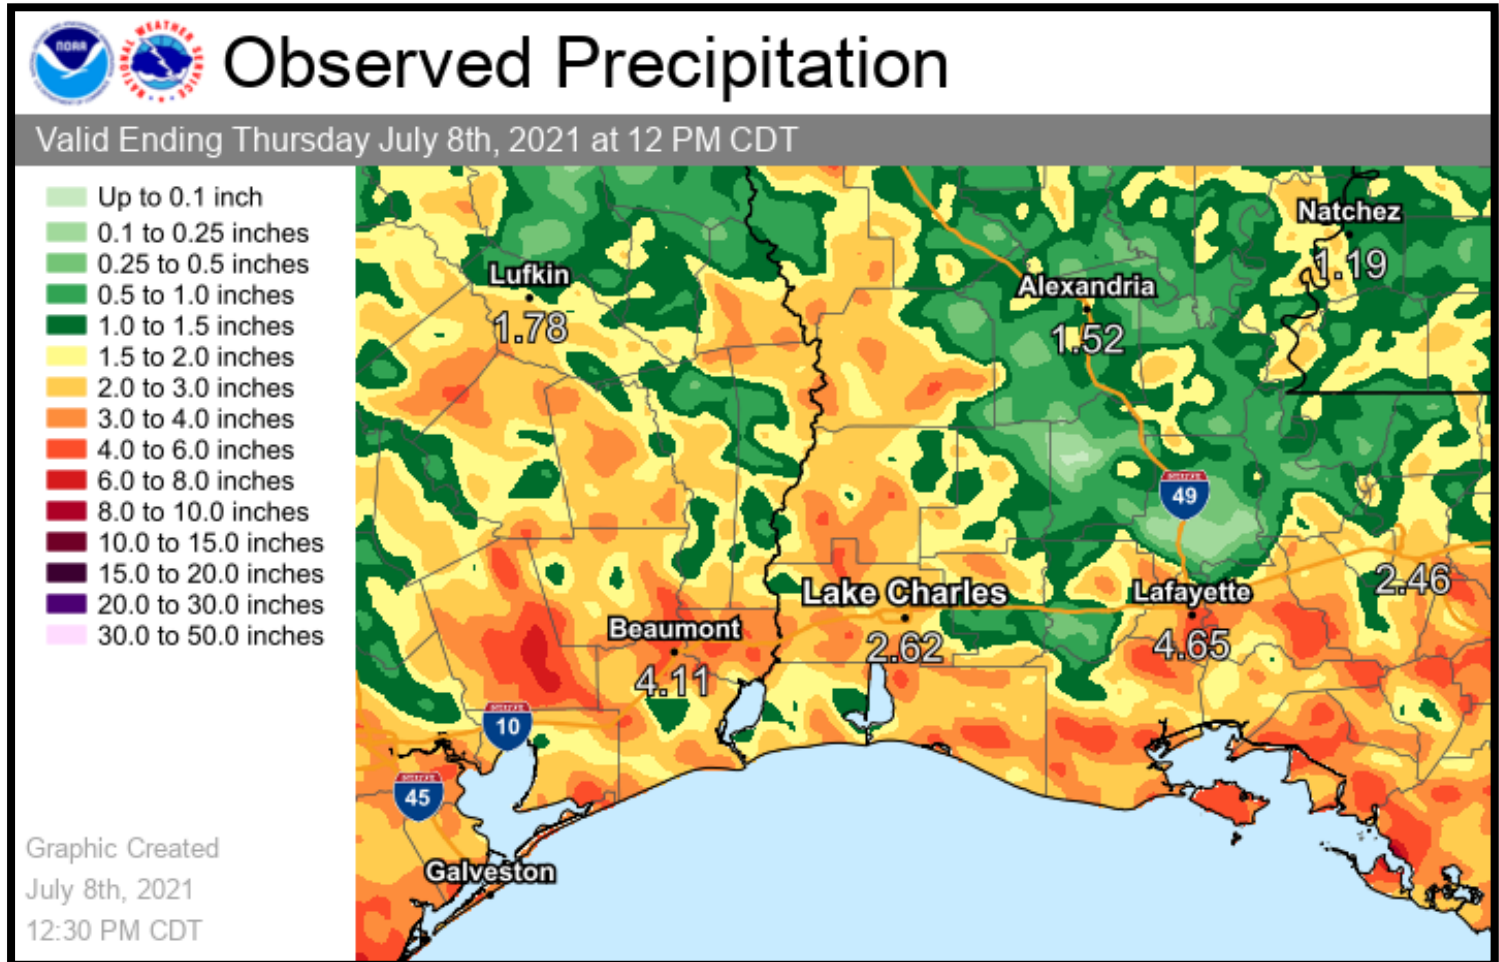 NOAA
NATIONAL WEATHER SERVICE
Observed Precipitation
Valid Ending Thursday July 8th, 2021 at 12 PM CDT
Up to 0.1 inch
0.1 to 0.25 inches
0.25 to 0.5 inches
0.5 to 1.0 inches
1.0 to 1.5 inches
1.5 to 2.0 inches
2.0 to 3.0 inches
3.0 to 4.0 inches
4.0 to 6.0 inches
6.0 to 8.0 inches
8.0 to 10.0 inches
10.0 to 15.0 inches
15.0 to 20.0 inches
20.0 to 30.0 inches
30.0 to 50.0 inches
Graphic Created
July 8th, 2021
12:30 PM CDT
Natchez
1.19
Lufkin
1.78
Alexandria
1.52
49
Lake Charles
2.62
Lafayette
4.65
2.46
Beaumont
4.11
10
45
Galveston